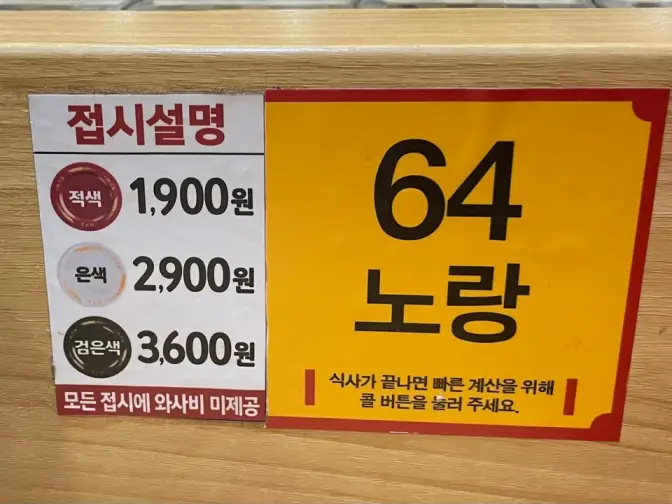 접시설명
적색 1,900원
은색 2,900원
검은색 3,600원
모든 접시에 와사비 미제공
64
노랑
식사가 끝나면 빠른 계산을 위해
콜 버튼을 눌러 주세요.